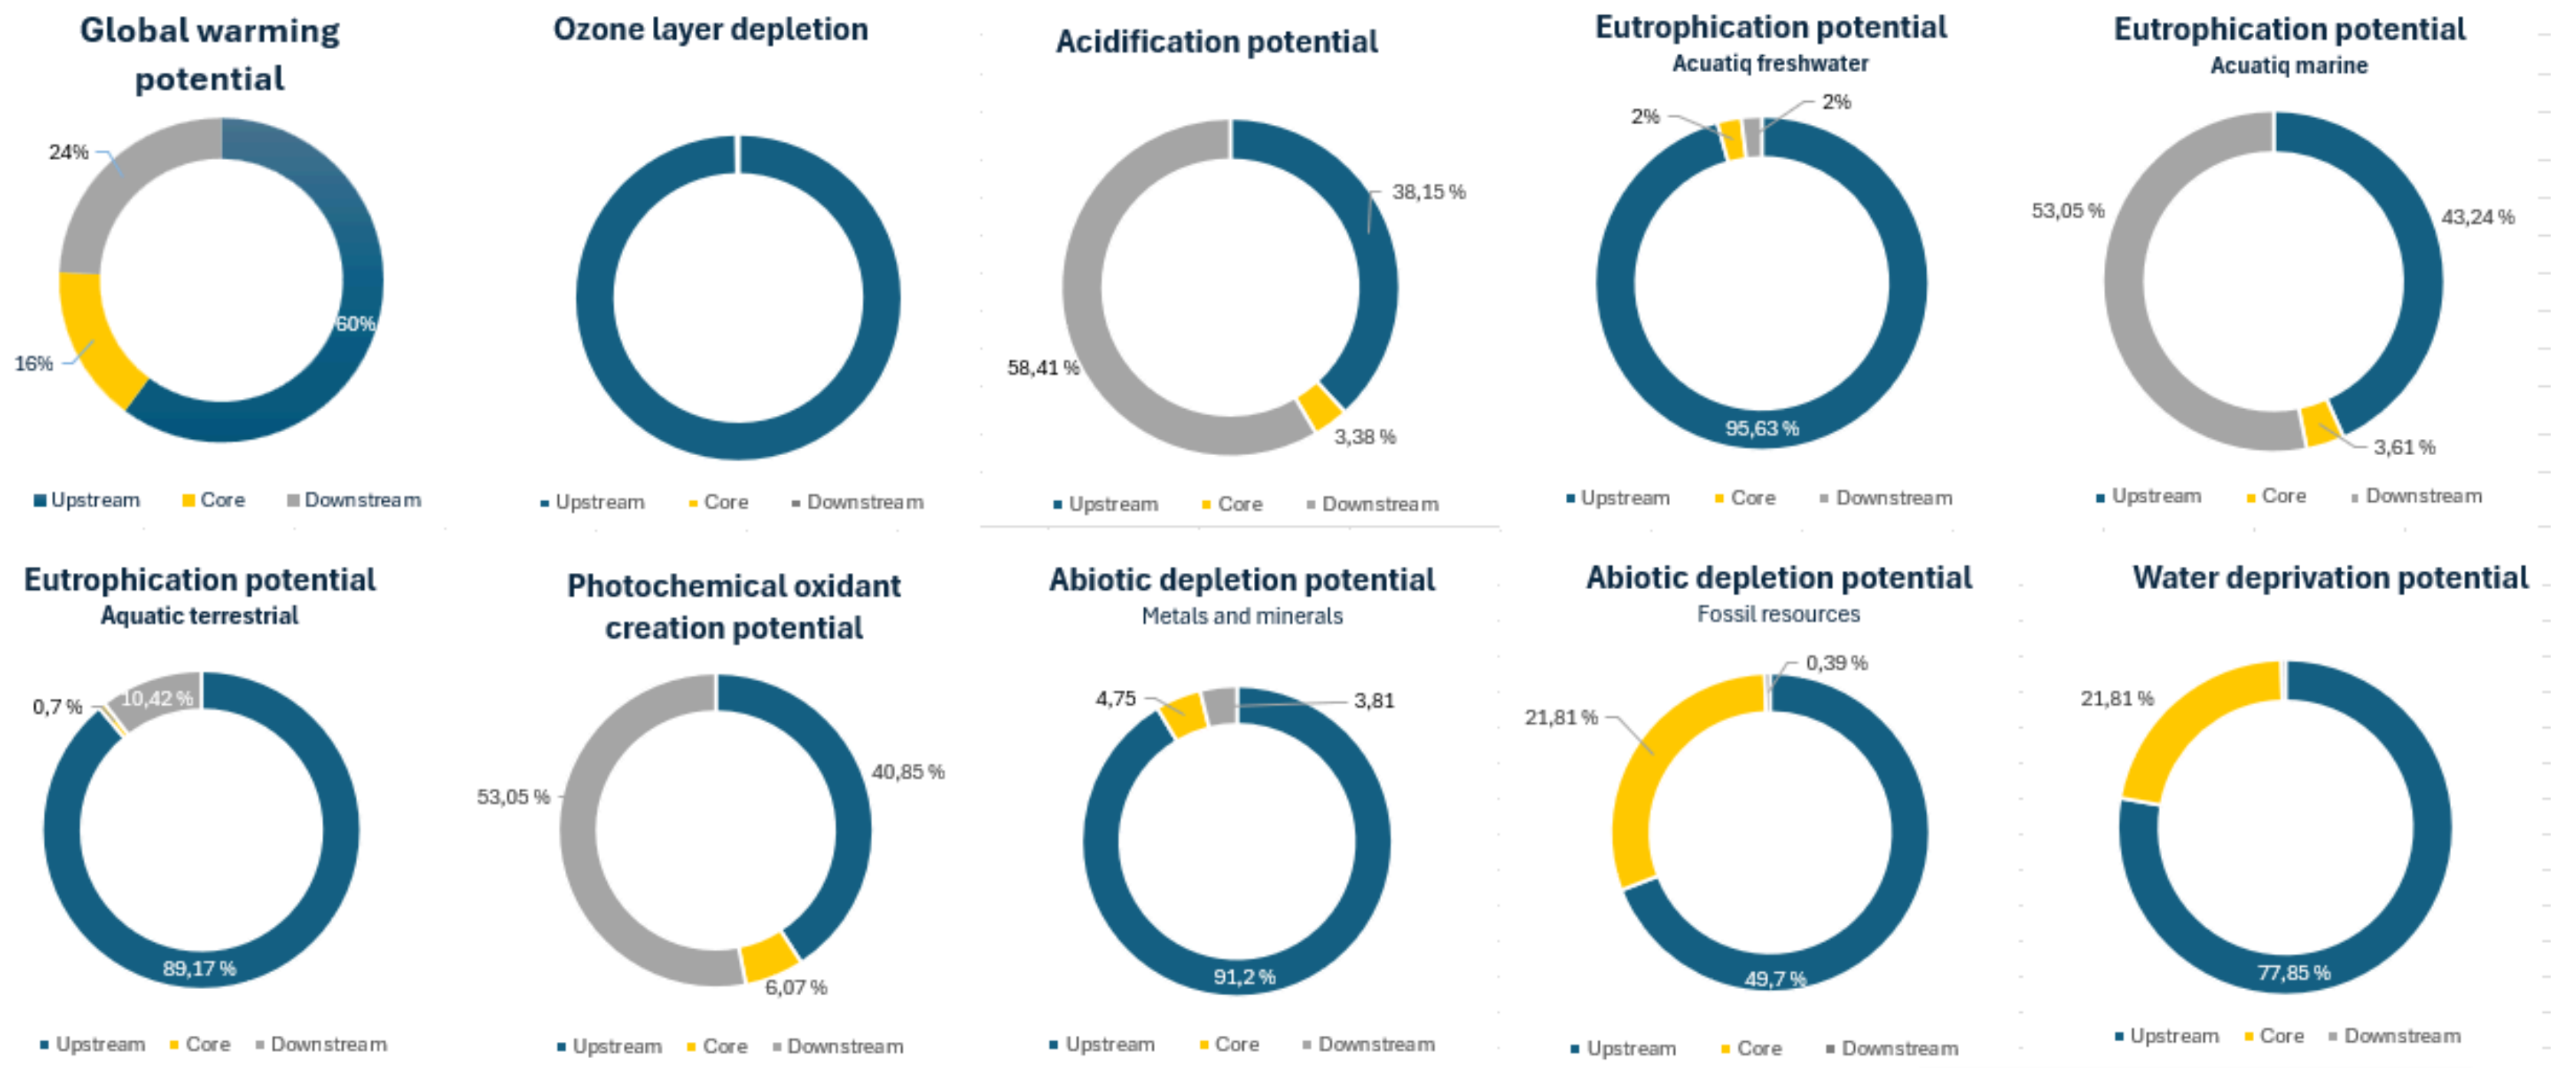 Global warming
potential
24%
60%
16%
Upstream Core Downstream
Ozone layer depletion
Upstream Core Downstream
Acidification potential
38,15 %
58,41 %
3,38 %
Upstream Core Downstream
Eutrophication potential
Acuatiq freshwater
2%
2%
95,63 %
Upstream Core Downstream
Eutrophication potential
Acuatiq marine
53,05 %
43,24 %
3,61 %
Upstream Core Downstream
Eutrophication potential
Aquatic terrestrial
0,7 %
10,42 %
89,17 %
Upstream Core Downstream
Photochemical oxidant
creation potential
40,85 %
53,05 %
6,07 %
Upstream Core Downstream
Abiotic depletion potential
Metals and minerals
4,75
3,81
91,2 %
Upstream Core Downstream
Abiotic depletion potential
Fossil resources
0,39 %
21,81 %
49,7 %
Upstream Core Downstream
Water deprivation potential
21,81 %
77,85 %
Upstream Core Downstream